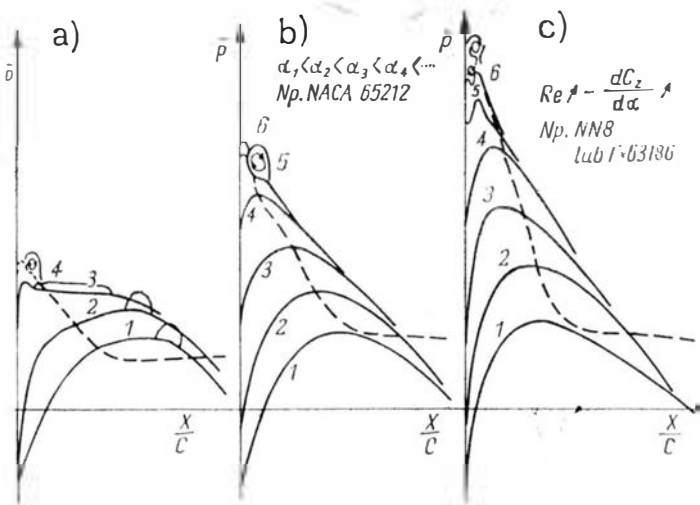 a)
b)
c)
p̄
p̄
α₁<α₂<α₃<α₄<....
Np. NACA 65212
Re ↗ - dC_z/dα ↗
Np. NN8
lub
6
5
4
3
2
1
4
3
2
1
6
5
4
3
2
1
X/C
X/C
X/C